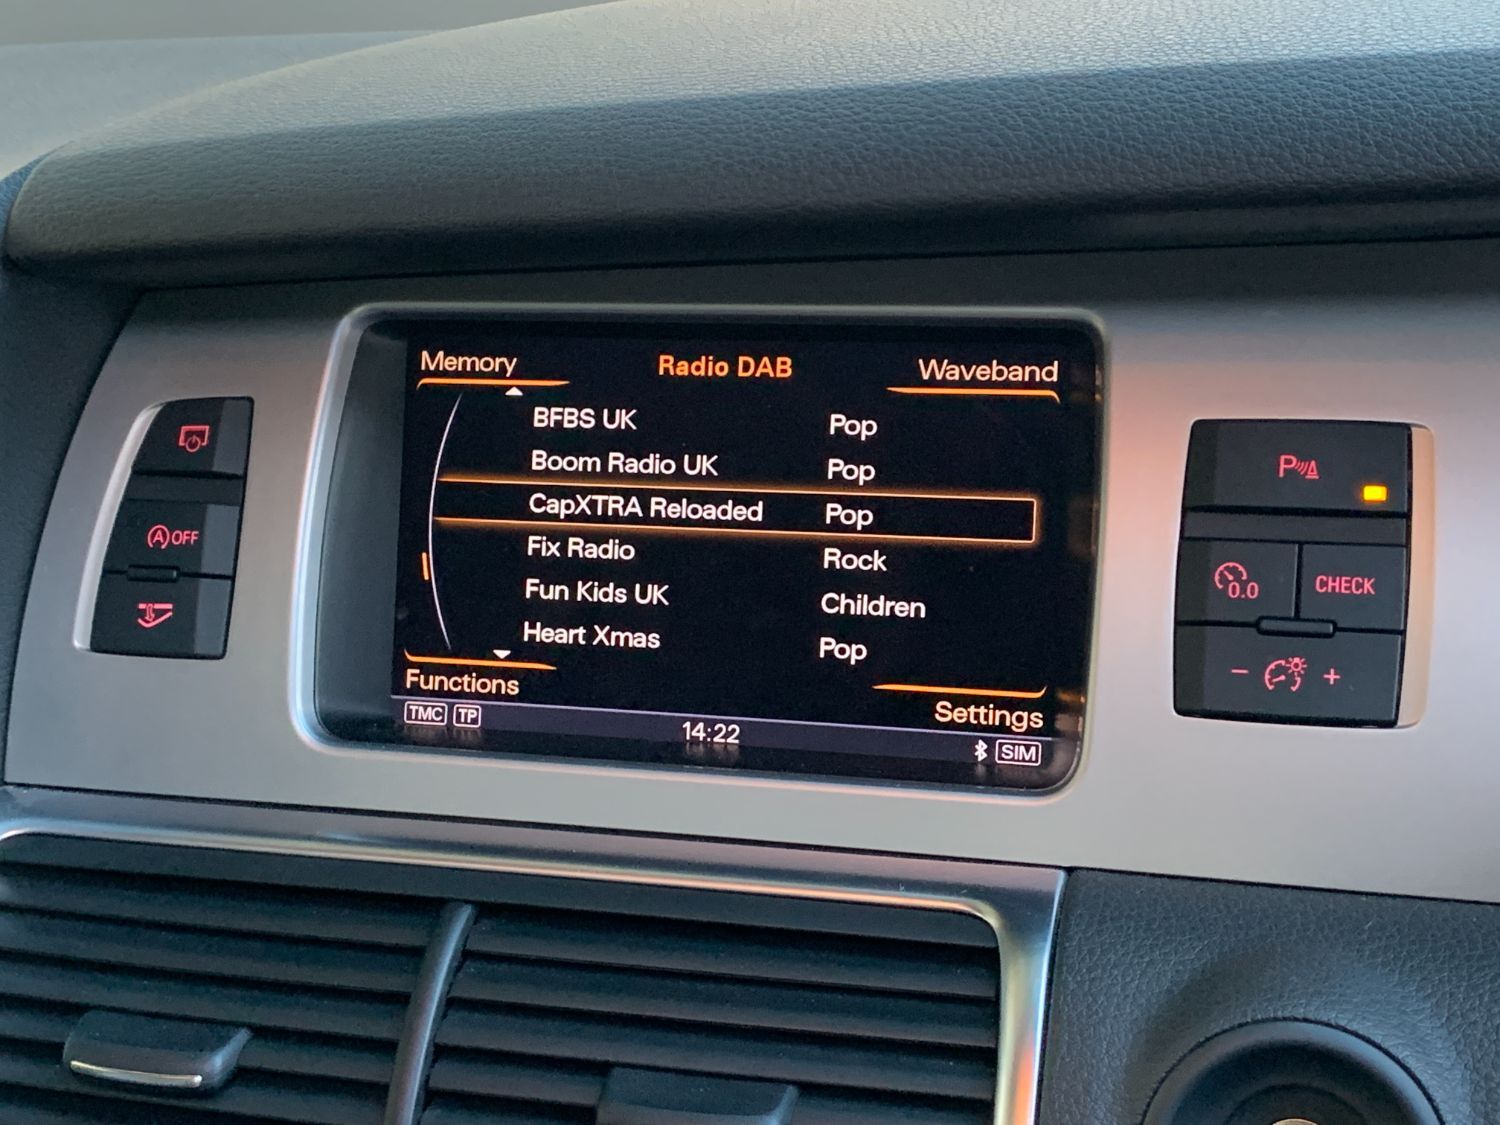 Memory Radio DAB Waveband
BFBS UK Pop
Boom Radio UK Pop
CapXTRA Reloaded Pop
Fix Radio Rock
Fun Kids UK Children
Heart Xmas Pop
Functions Settings
TMC TP 14:22 SIM
A OFF
P
0.0 CHECK
- +